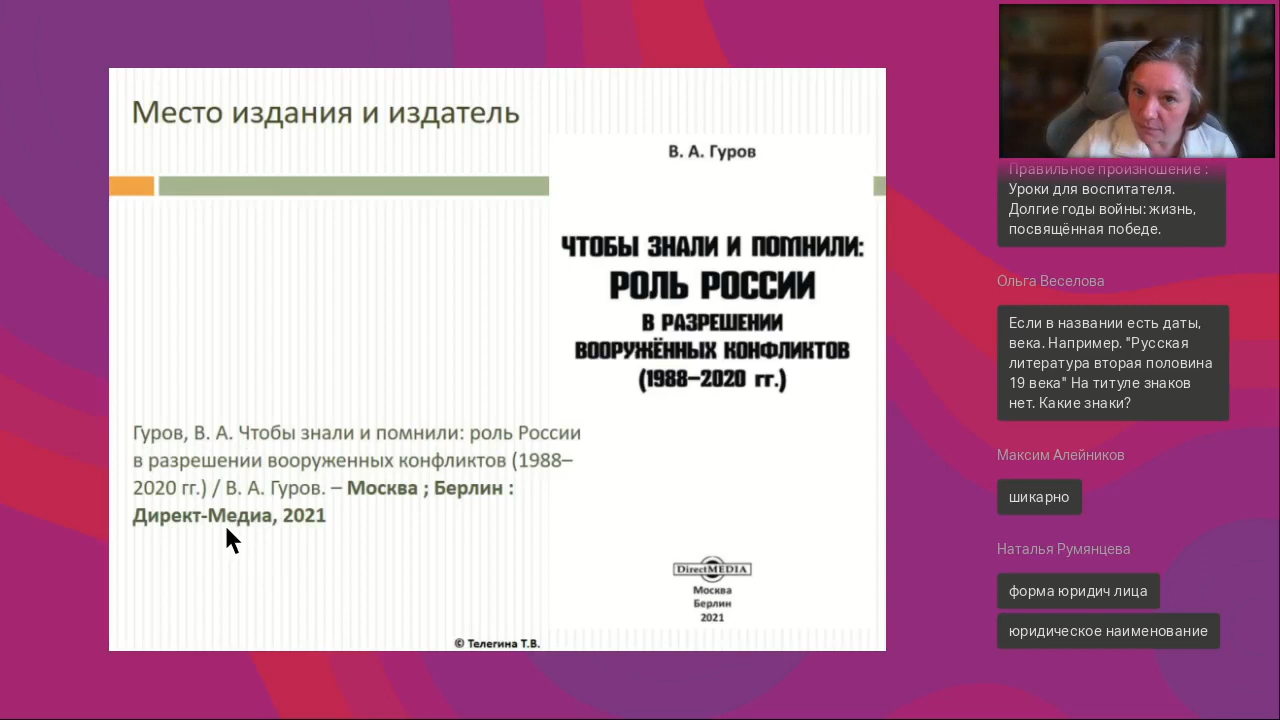 Место издания и издатель
В. А. Гуров
ЧТОБЫ ЗНАЛИ И ПОМНИЛИ:
РОЛЬ РОССИИ
В РАЗРЕШЕНИИ
ВООРУЖЁННЫХ КОНФЛИКТОВ
(1988–2020 гг.)
Гуров, В. А. Чтобы знали и помнили: роль России
в разрешении вооруженных конфликтов (1988–
2020 гг.) / В. А. Гуров. – Москва ; Берлин :
Директ-Медиа, 2021
DirectMEDIA
Москва
Берлин
2021
© Телегина Т.В.
Правильное произношение :
Уроки для воспитателя.
Долгие годы войны: жизнь,
посвящённая победе.
Ольга Веселова
Если в названии есть даты,
века. Например. "Русская
литература вторая половина
19 века" На титуле знаков
нет. Какие знаки?
Максим Алейников
шикарно
Наталья Румянцева
форма юридич лица
юридическое наименование